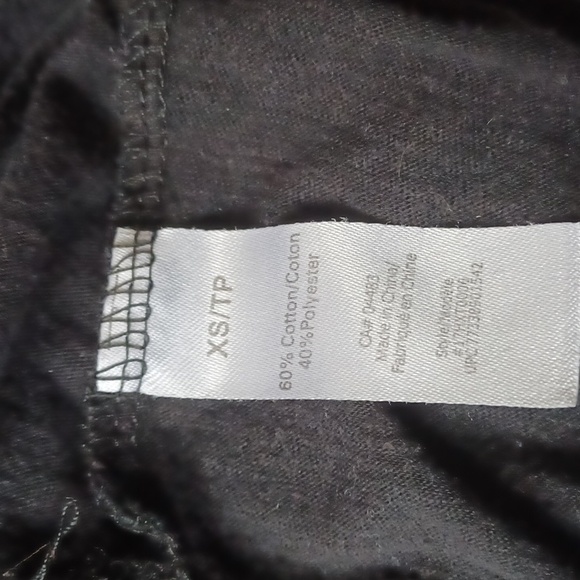 XS/TP
60% Cotton/Coton
40%Polyester
CA# 04483
Made in China/
Fabriqué en Chine
Style/Modèle